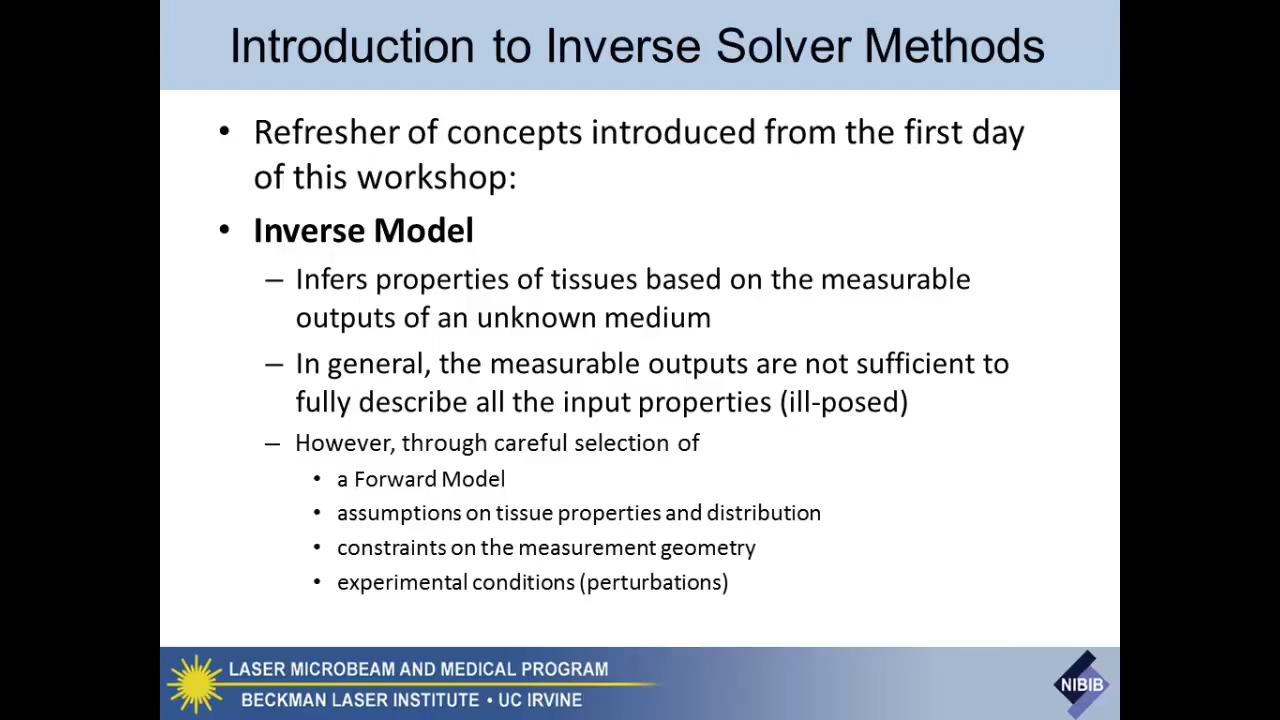 Introduction to Inverse Solver Methods
• Refresher of concepts introduced from the first day
of this workshop:
• Inverse Model
– Infers properties of tissues based on the measurable
outputs of an unknown medium
– In general, the measurable outputs are not sufficient to
fully describe all the input properties (ill-posed)
– However, through careful selection of
• a Forward Model
• assumptions on tissue properties and distribution
• constraints on the measurement geometry
• experimental conditions (perturbations)
LASER MICROBEAM AND MEDICAL PROGRAM
BECKMAN LASER INSTITUTE • UC IRVINE
NIBIB